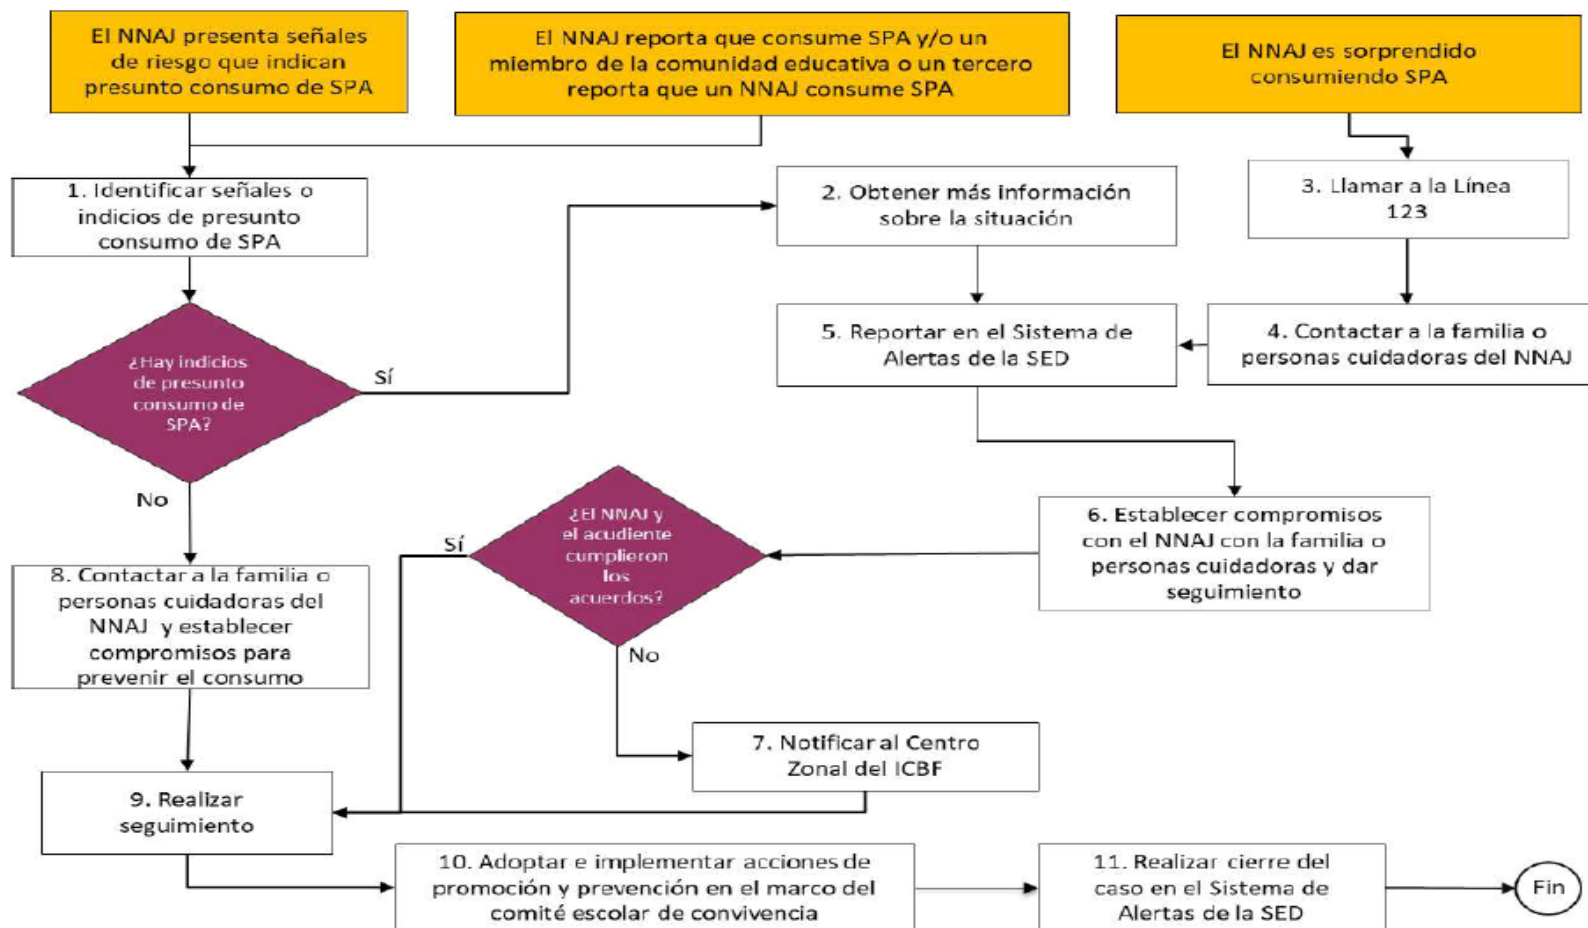 El NNAJ presenta señales
de riesgo que indican
presunto consumo de SPA
El NNAJ reporta que consume SPA y/o un
miembro de la comunidad educativa o un tercero
reporta que un NNAJ consume SPA
El NNAJ es sorprendido
consumiendo SPA
1. Identificar señales o
indicios de presunto
consumo de SPA
2. Obtener más información
sobre la situación
3. Llamar a la Línea
123
¿Hay indicios
de presunto
consumo de
SPA?
Sí
No
5. Reportar en el Sistema de
Alertas de la SED
4. Contactar a la familia o
personas cuidadoras del NNAJ
¿El NNAJ y
el acudiente
cumplieron
los
acuerdos?
Sí
No
6. Establecer compromisos
con el NNAJ con la familia o
personas cuidadoras y dar
seguimiento
8. Contactar a la familia o
personas cuidadoras del
NNAJ y establecer
compromisos para
prevenir el consumo
7. Notificar al Centro
Zonal del ICBF
9. Realizar
seguimiento
10. Adoptar e implementar acciones de
promoción y prevención en el marco del
comité escolar de convivencia
11. Realizar cierre del
caso en el Sistema de
Alertas de la SED
Fin